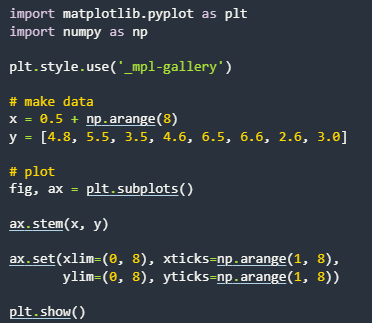 import matplotlib.pyplot as plt
import numpy as np

plt.style.use('_mpl-gallery')

# make data
x = 0.5 + np.arange(8)
y = [4.8, 5.5, 3.5, 4.6, 6.5, 6.6, 2.6, 3.0]

# plot
fig, ax = plt.subplots()

ax.stem(x, y)

ax.set(xlim=(0, 8), xticks=np.arange(1, 8),
       ylim=(0, 8), yticks=np.arange(1, 8))

plt.show()